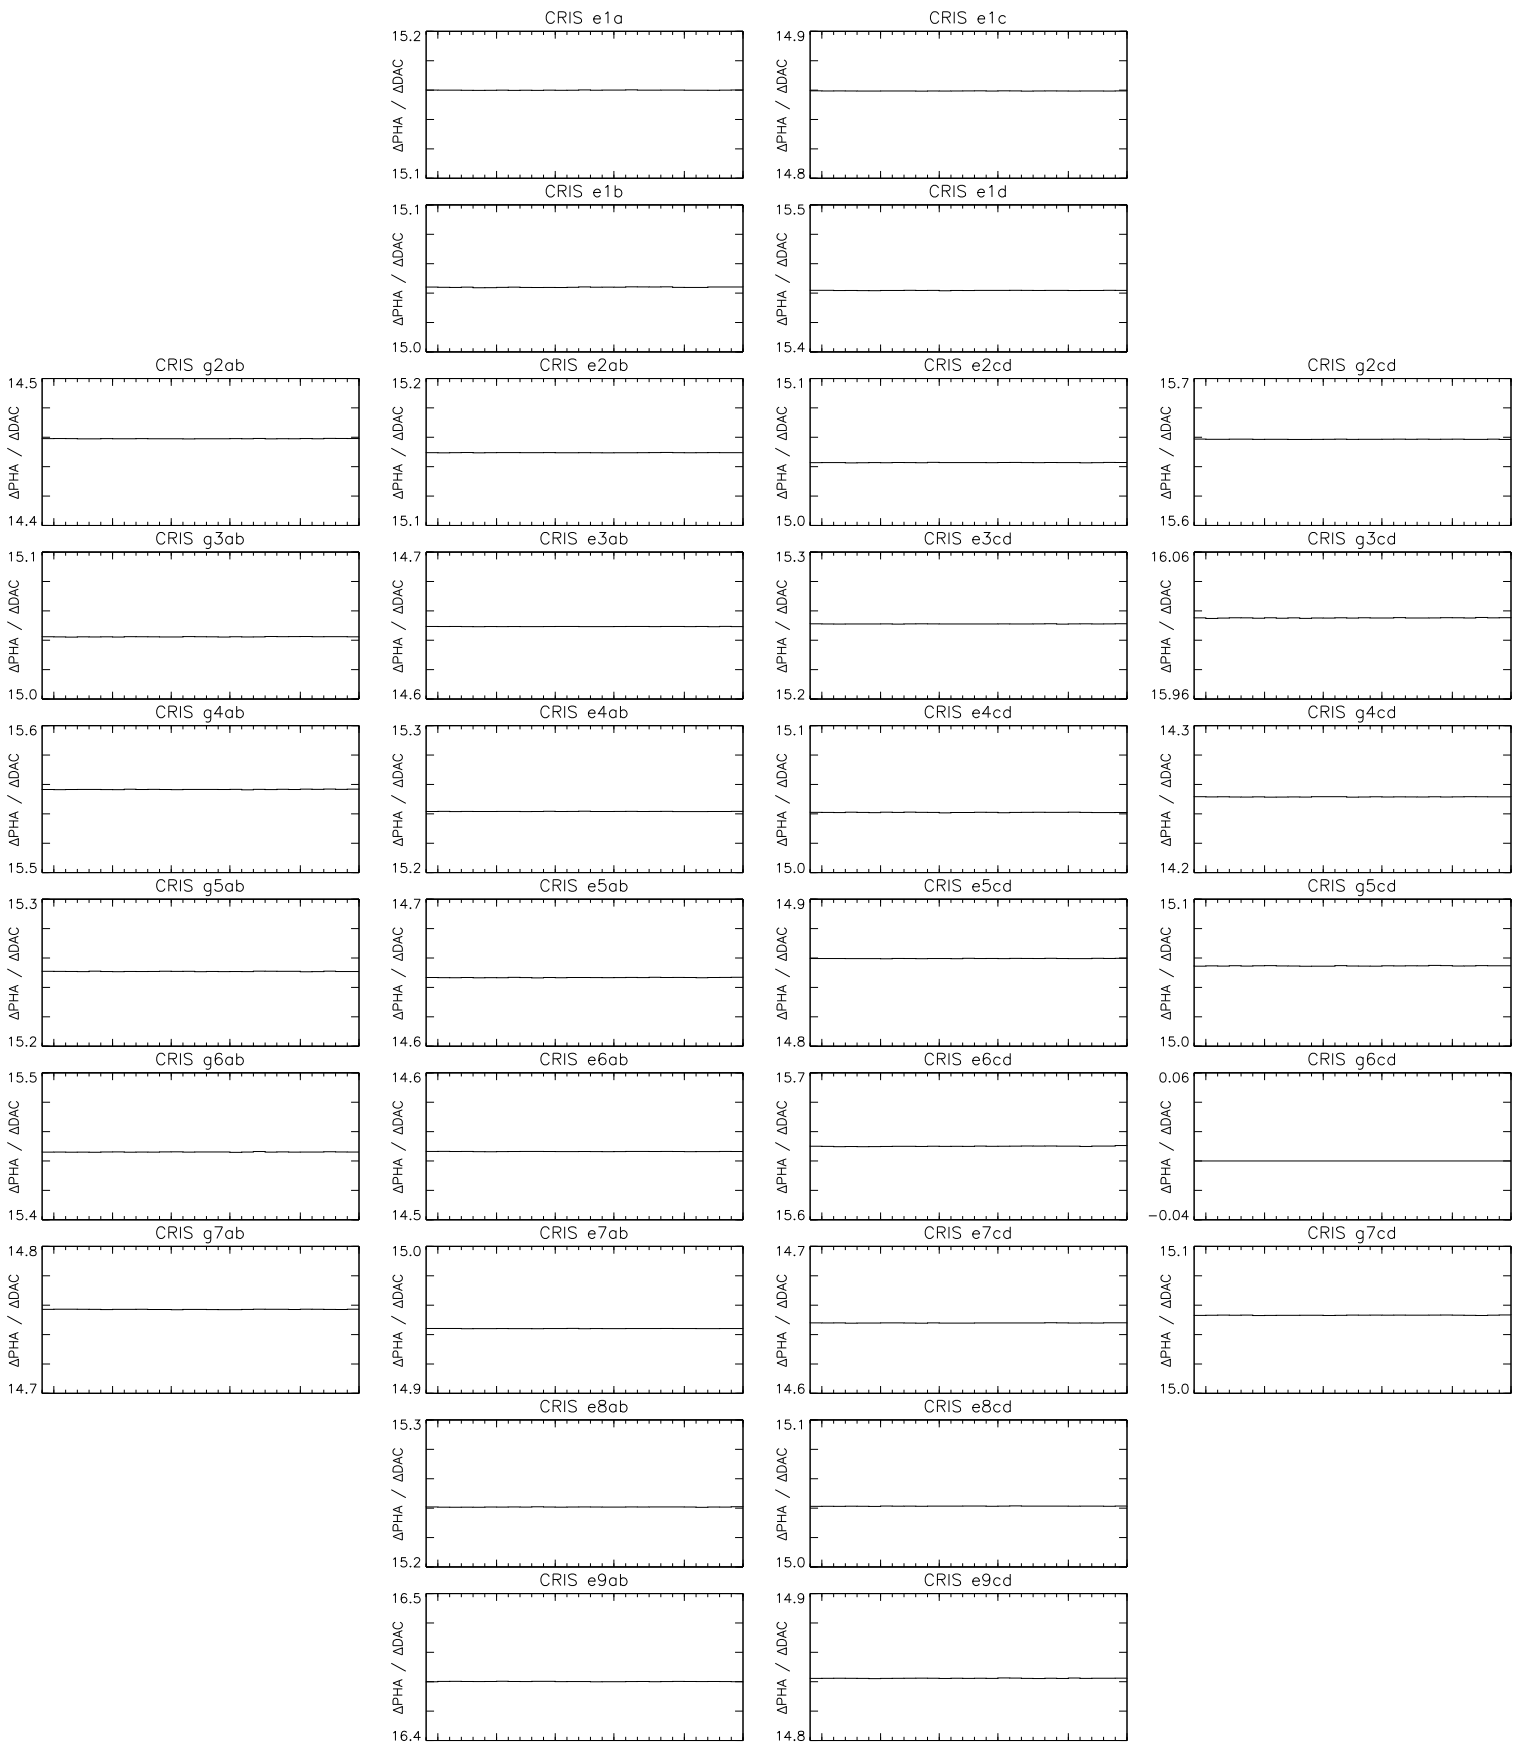 CRIS e1a
CRIS e1c
15.2
ΔPHA / ΔDAC
15.1
14.9
ΔPHA / ΔDAC
14.8
CRIS e1b
CRIS e1d
15.1
ΔPHA / ΔDAC
15.0
15.5
ΔPHA / ΔDAC
15.4
CRIS g2ab
CRIS e2ab
CRIS e2cd
CRIS g2cd
14.5
ΔPHA / ΔDAC
14.4
15.2
ΔPHA / ΔDAC
15.1
15.1
ΔPHA / ΔDAC
15.0
15.7
ΔPHA / ΔDAC
15.6
CRIS g3ab
CRIS e3ab
CRIS e3cd
CRIS g3cd
15.1
ΔPHA / ΔDAC
15.0
14.7
ΔPHA / ΔDAC
14.6
15.3
ΔPHA / ΔDAC
15.2
16.06
ΔPHA / ΔDAC
15.96
CRIS g4ab
CRIS e4ab
CRIS e4cd
CRIS g4cd
15.6
ΔPHA / ΔDAC
15.5
15.3
ΔPHA / ΔDAC
15.2
15.1
ΔPHA / ΔDAC
15.0
14.3
ΔPHA / ΔDAC
14.2
CRIS g5ab
CRIS e5ab
CRIS e5cd
CRIS g5cd
15.3
ΔPHA / ΔDAC
15.2
14.7
ΔPHA / ΔDAC
14.6
14.9
ΔPHA / ΔDAC
14.8
15.1
ΔPHA / ΔDAC
15.0
CRIS g6ab
CRIS e6ab
CRIS e6cd
CRIS g6cd
15.5
ΔPHA / ΔDAC
15.4
14.6
ΔPHA / ΔDAC
14.5
15.7
ΔPHA / ΔDAC
15.6
0.06
ΔPHA / ΔDAC
−0.04
CRIS g7ab
CRIS e7ab
CRIS e7cd
CRIS g7cd
14.8
ΔPHA / ΔDAC
14.7
15.0
ΔPHA / ΔDAC
14.9
14.7
ΔPHA / ΔDAC
14.6
15.1
ΔPHA / ΔDAC
15.0
CRIS e8ab
CRIS e8cd
15.3
ΔPHA / ΔDAC
15.2
15.1
ΔPHA / ΔDAC
15.0
CRIS e9ab
CRIS e9cd
16.5
ΔPHA / ΔDAC
16.4
14.9
ΔPHA / ΔDAC
14.8